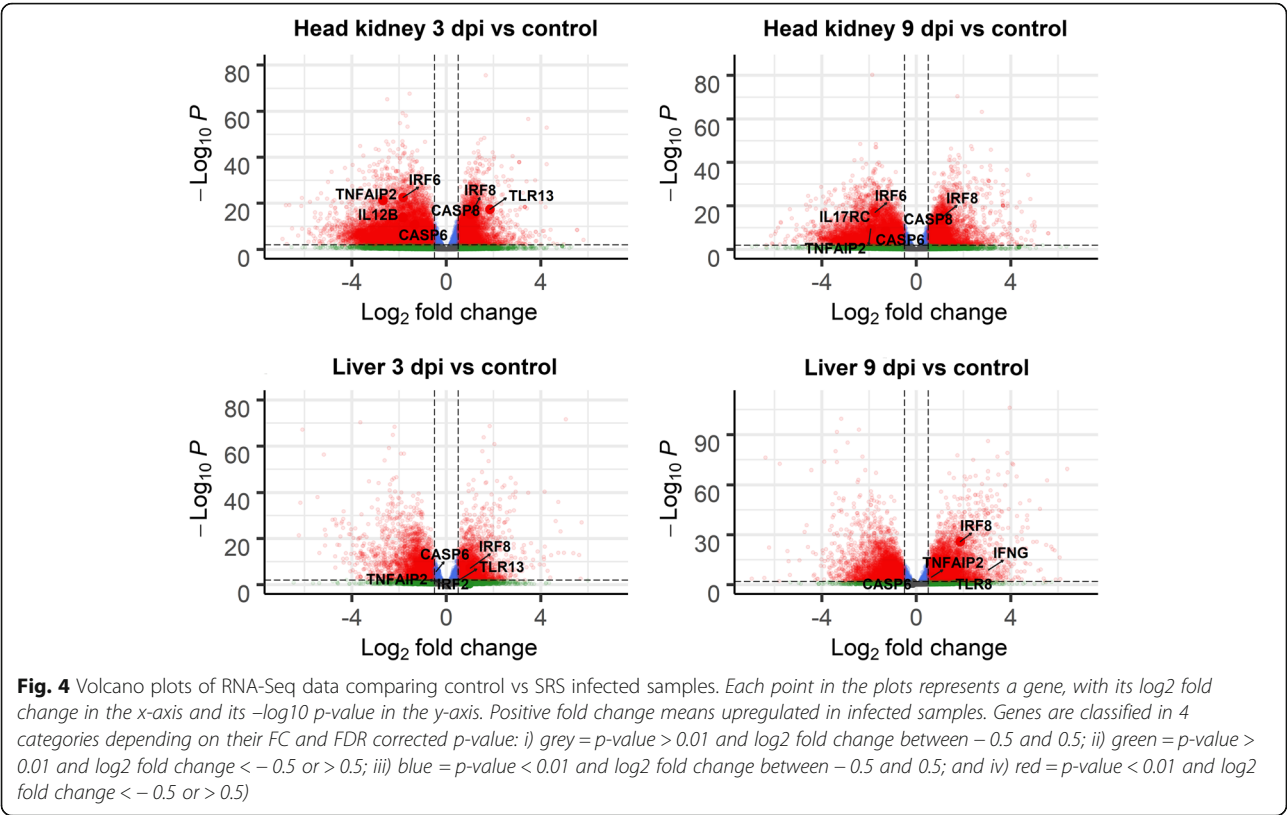 Head kidney 3 dpi vs control
80
60
40
20
0
−Log10 P
TNFAIP2
IRF6
IL12B
IRF8
TLR13
CASP8
CASP6
-4 0 4
Log2 fold change
Head kidney 9 dpi vs control
80
60
40
20
0
−Log10 P
IRF6
IL17RC
IRF8
CASP8
TNFAIP2
CASP6
-4 0 4
Log2 fold change
Liver 3 dpi vs control
80
60
40
20
0
−Log10 P
CASP6
IRF8
TLR13
TNFAIP2
IRF2
-4 0 4
Log2 fold change
Liver 9 dpi vs control
90
60
30
0
−Log10 P
IRF8
IFNG
TNFAIP2
CASP6
TLR8
-4 0 4
Log2 fold change
Fig. 4 Volcano plots of RNA-Seq data comparing control vs SRS infected samples. Each point in the plots represents a gene, with its log2 fold
change in the x-axis and its –log10 p-value in the y-axis. Positive fold change means upregulated in infected samples. Genes are classified in 4
categories depending on their FC and FDR corrected p-value: i) grey = p-value > 0.01 and log2 fold change between − 0.5 and 0.5; ii) green = p-value >
0.01 and log2 fold change < − 0.5 or > 0.5; iii) blue = p-value < 0.01 and log2 fold change between − 0.5 and 0.5; and iv) red = p-value < 0.01 and log2
fold change < − 0.5 or > 0.5)